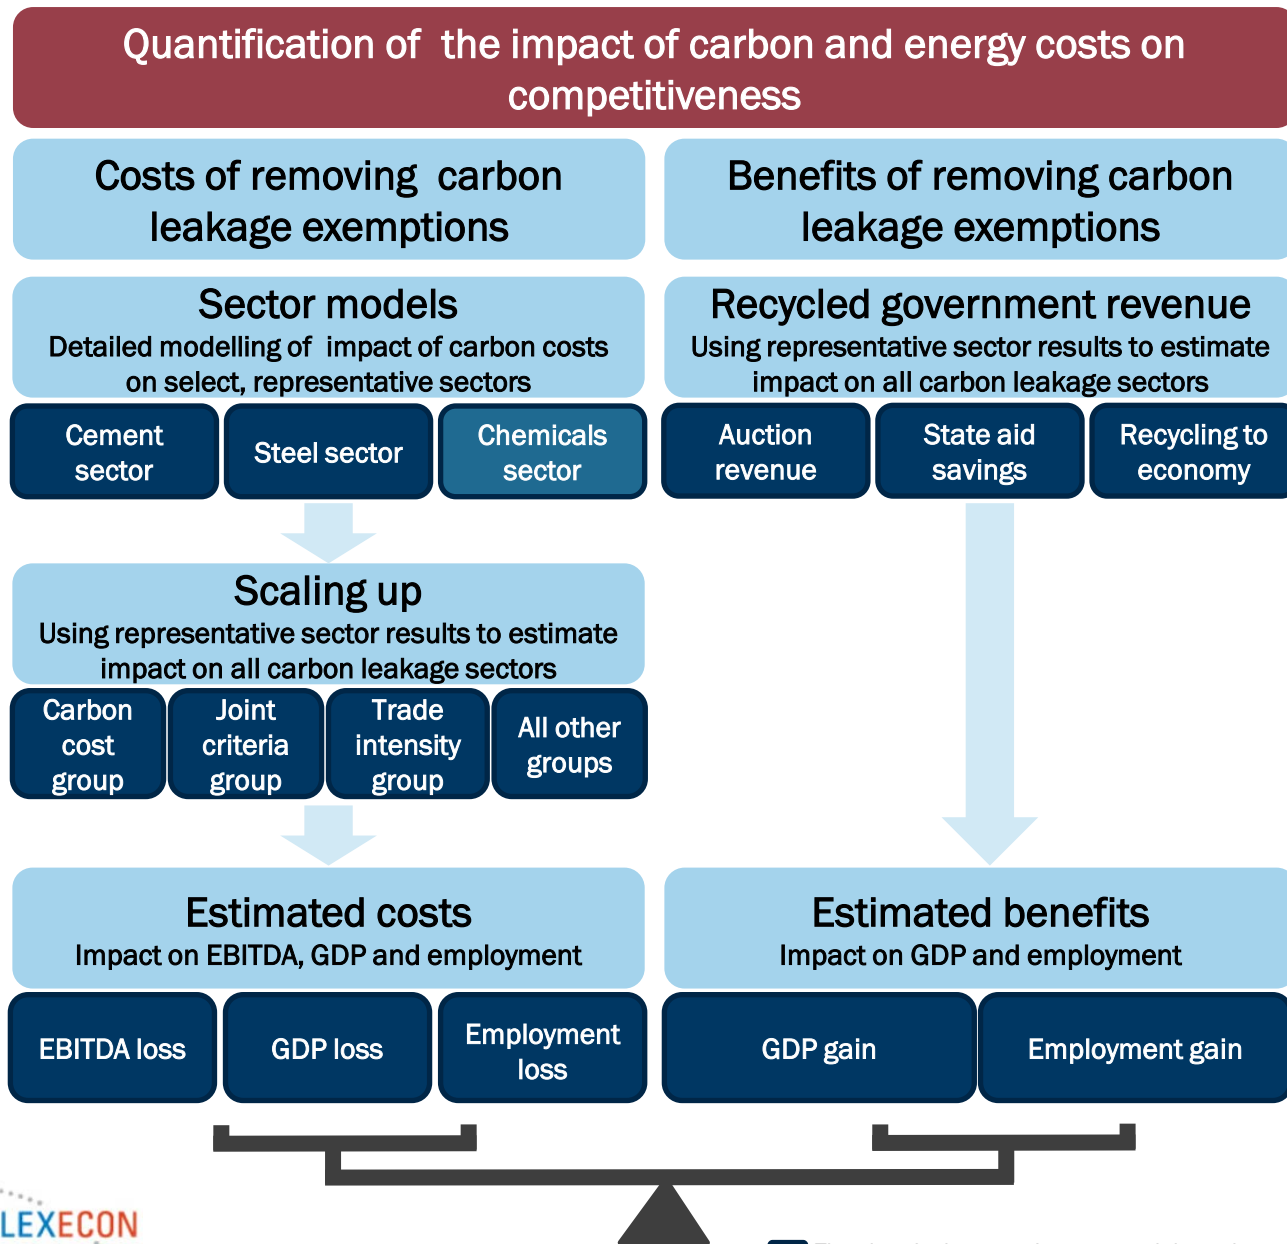 Quantification of the impact of carbon and energy costs on
competitiveness
Costs of removing carbon
leakage exemptions
Benefits of removing carbon
leakage exemptions
Sector models
Detailed modelling of impact of carbon costs
on select, representative sectors
Recycled government revenue
Using representative sector results to estimate
impact on all carbon leakage sectors
Cement
sector
Steel sector
Chemicals
sector
Auction
revenue
State aid
savings
Recycling to
economy
Scaling up
Using representative sector results to estimate
impact on all carbon leakage sectors
Carbon
cost
group
Joint
criteria
group
Trade
intensity
group
All other
groups
Estimated costs
Impact on EBITDA, GDP and employment
Estimated benefits
Impact on GDP and employment
EBITDA loss
GDP loss
Employment
loss
GDP gain
Employment gain
LEXECON